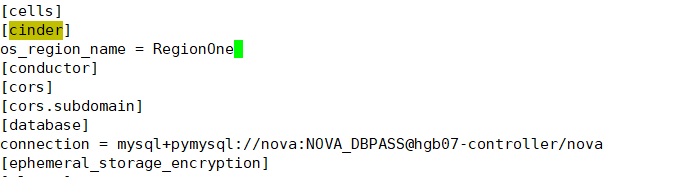 [cells]
[cinder]
os_region_name = RegionOne
[conductor]
[cors]
[cors.subdomain]
[database]
connection = mysql+pymysql://nova:NOVA_DBPASS@hgb07-controller/nova
[ephemeral_storage_encryption]